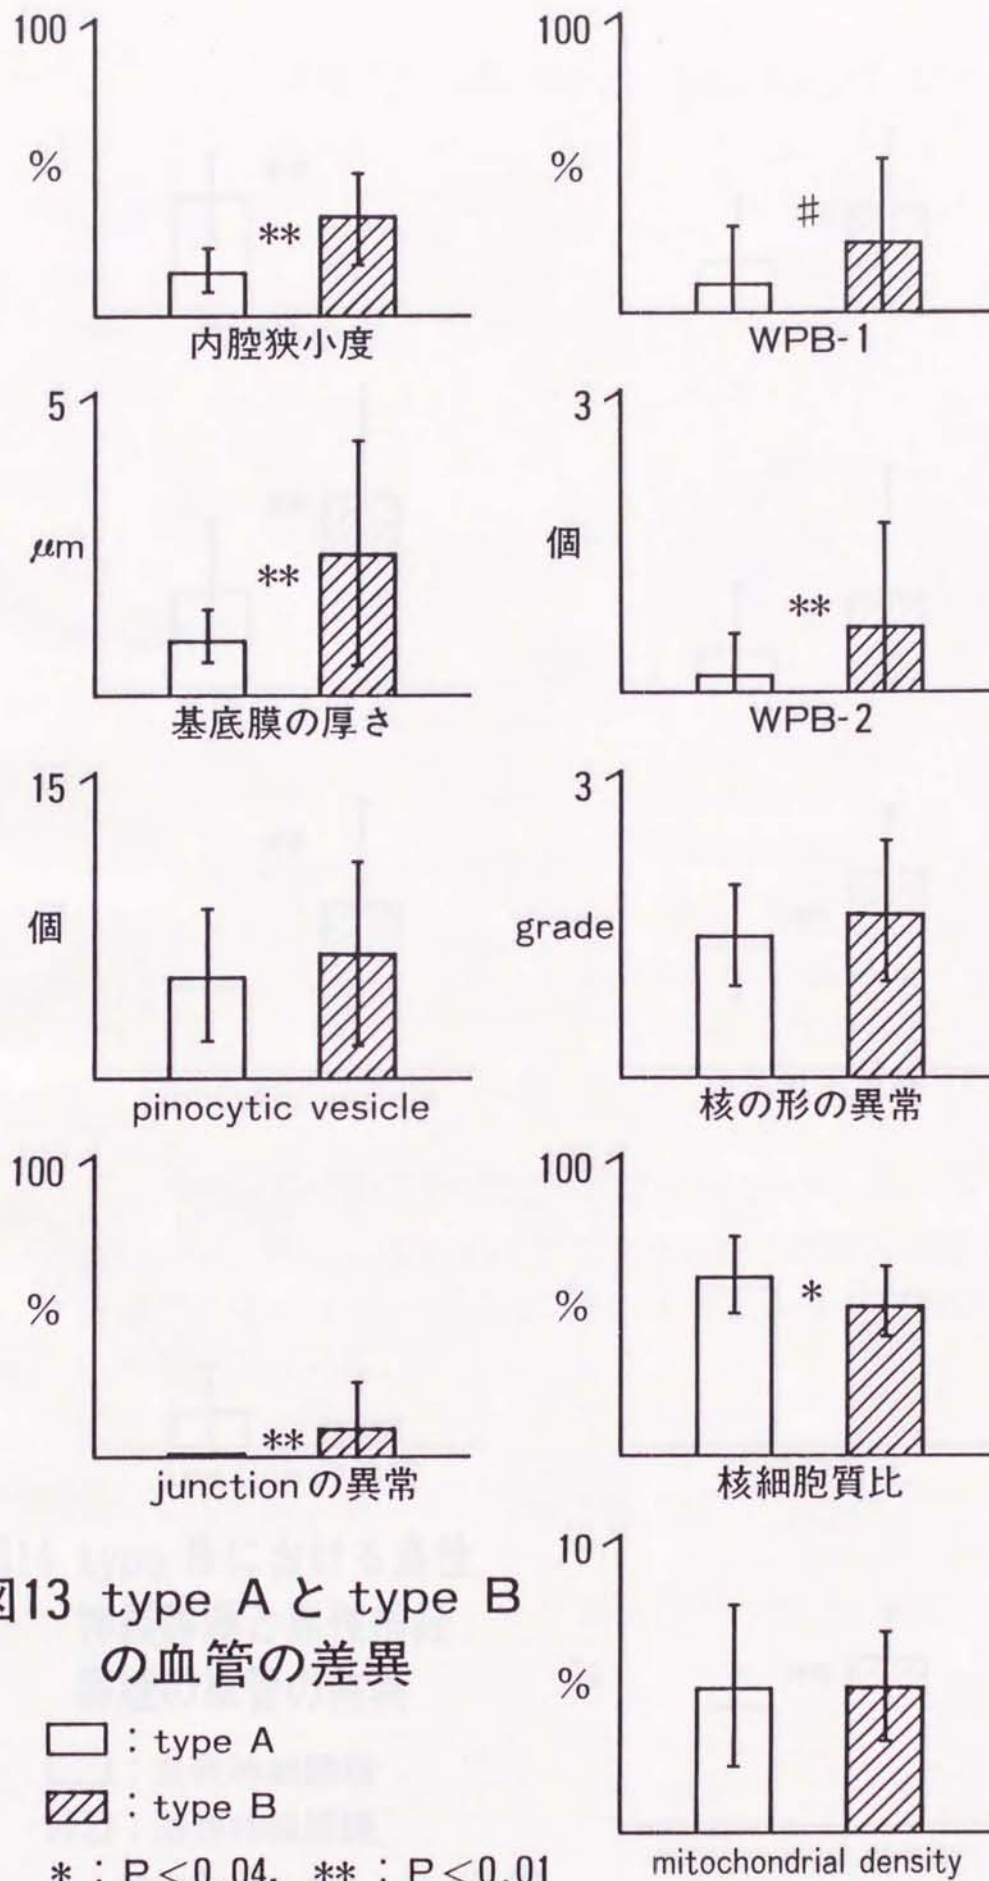 100
%
**
内腔狭小度
100
%
#
WPB-1
5
μm
**
基底膜の厚さ
3
個
**
WPB-2
15
個
pinocytic vesicle
3
grade
核の形の異常
100
%
**
junctionの異常
100
%
*
核細胞質比
図13 type A と type B
の血管の差異
: type A
: type B
* : P<0.04, ** : P<0.01
10
%
mitochondrial density